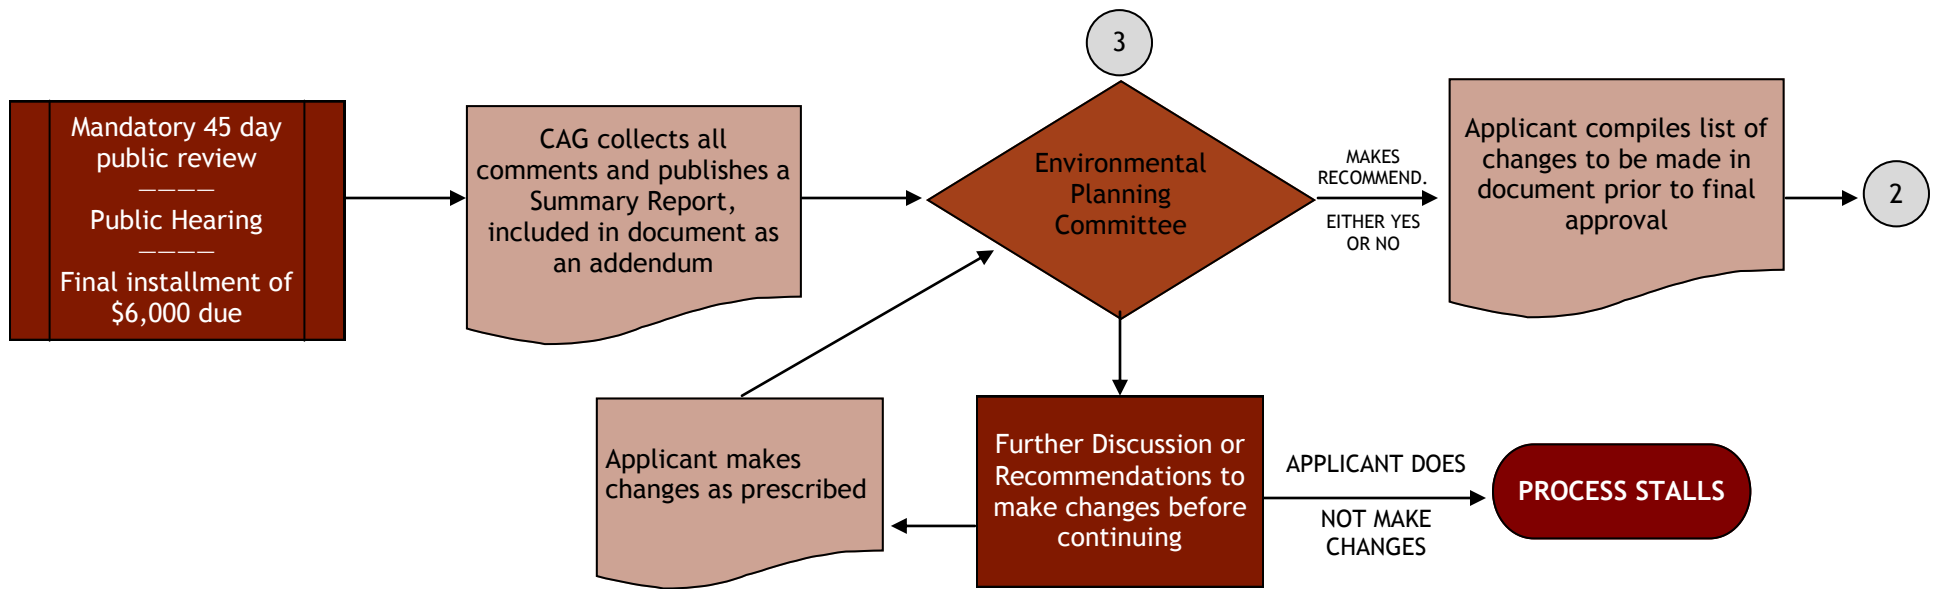 3
Mandatory 45 day
public review
————
Public Hearing
————
Final installment of
$6,000 due
CAG collects all
comments and publishes a
Summary Report,
included in document as
an addendum
Environmental
Planning
Committee
MAKES
RECOMMEND.
EITHER YES
OR NO
Applicant compiles list of
changes to be made in
document prior to final
approval
2
Applicant makes
changes as prescribed
Further Discussion or
Recommendations to
make changes before
continuing
APPLICANT DOES
NOT MAKE
CHANGES
PROCESS STALLS